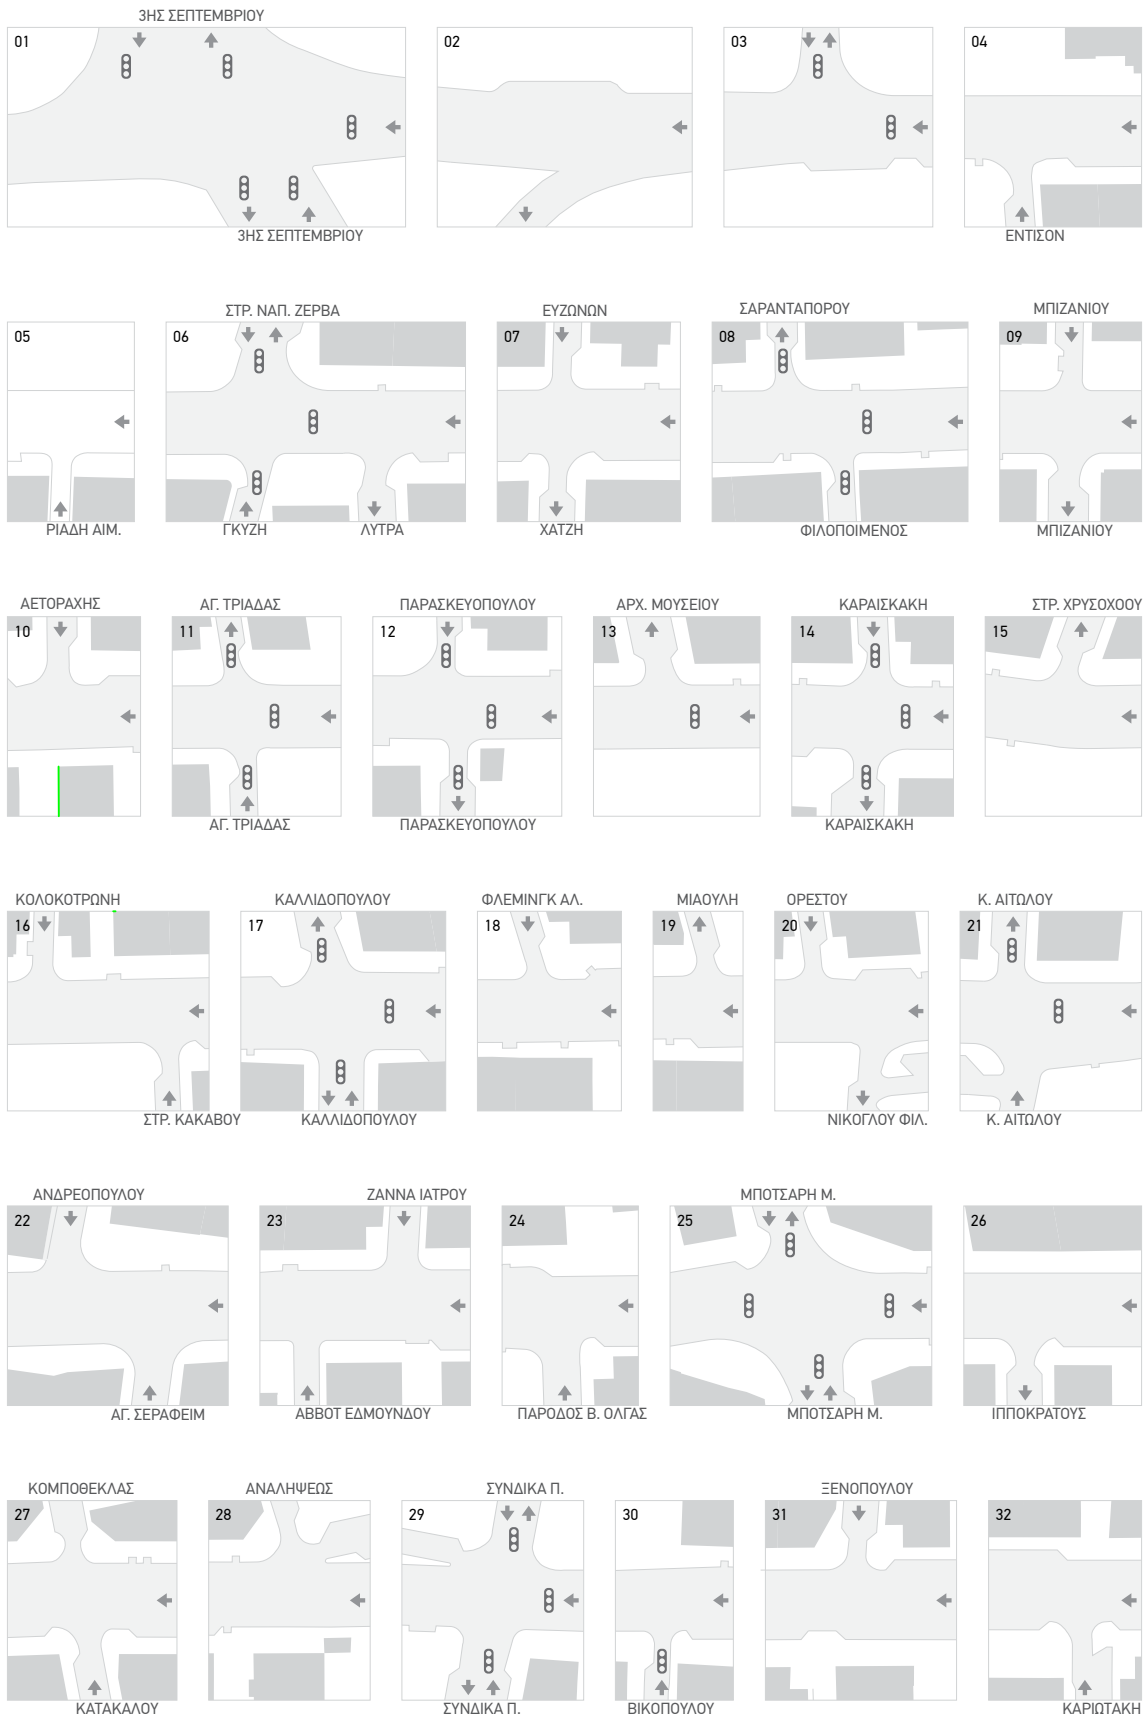 3ΗΣ ΣΕΠΤΕΜΒΡΙΟΥ
01 02 03 04
3ΗΣ ΣΕΠΤΕΜΒΡΙΟΥ ΕΝΤΙΣΟΝ
ΣΤΡ. ΝΑΠ. ΖΕΡΒΑ ΕΥΖΩΝΩΝ ΣΑΡΑΝΤΑΠΟΡΟΥ ΜΠΙΖΑΝΙΟΥ
05 06 07 08 09
ΡΙΑΔΗ ΑΙΜ. ΓΚΥΖΗ ΛΥΤΡΑ ΧΑΤΖΗ ΦΙΛΟΠΟΙΜΕΝΟΣ ΜΠΙΖΑΝΙΟΥ
ΑΕΤΟΡΑΧΗΣ ΑΓ. ΤΡΙΑΔΑΣ ΠΑΡΑΣΚΕΥΟΠΟΥΛΟΥ ΑΡΧ. ΜΟΥΣΕΙΟΥ ΚΑΡΑΙΣΚΑΚΗ ΣΤΡ. ΧΡΥΣΟΧΟΟΥ
10 11 12 13 14 15
ΑΓ. ΤΡΙΑΔΑΣ ΠΑΡΑΣΚΕΥΟΠΟΥΛΟΥ ΚΑΡΑΙΣΚΑΚΗ
ΚΟΛΟΚΟΤΡΩΝΗ ΚΑΛΛΙΔΟΠΟΥΛΟΥ ΦΛΕΜΙΝΓΚ ΑΛ. ΜΙΑΟΥΛΗ ΟΡΕΣΤΟΥ Κ. ΑΙΤΩΛΟΥ
16 17 18 19 20 21
ΣΤΡ. ΚΑΚΑΒΟΥ ΚΑΛΛΙΔΟΠΟΥΛΟΥ ΝΙΚΟΓΛΟΥ ΦΙΛ. Κ. ΑΙΤΩΛΟΥ
ΑΝΔΡΕΟΠΟΥΛΟΥ ΖΑΝΝΑ ΙΑΤΡΟΥ ΜΠΟΤΣΑΡΗ Μ.
22 23 24 25 26
ΑΓ. ΣΕΡΑΦΕΙΜ ΑΒΒΟΤ ΕΔΜΟΥΝΔΟΥ ΠΑΡΟΔΟΣ Β. ΟΛΓΑΣ ΜΠΟΤΣΑΡΗ Μ. ΙΠΠΟΚΡΑΤΟΥΣ
ΚΟΜΠΟΘΕΚΛΑΣ ΑΝΑΛΗΨΕΩΣ ΣΥΝΔΙΚΑ Π. ΞΕΝΟΠΟΥΛΟΥ
27 28 29 30 31 32
ΚΑΤΑΚΑΛΟΥ ΣΥΝΔΙΚΑ Π. ΒΙΚΟΠΟΥΛΟΥ ΚΑΡΙΩΤΑΚΗ